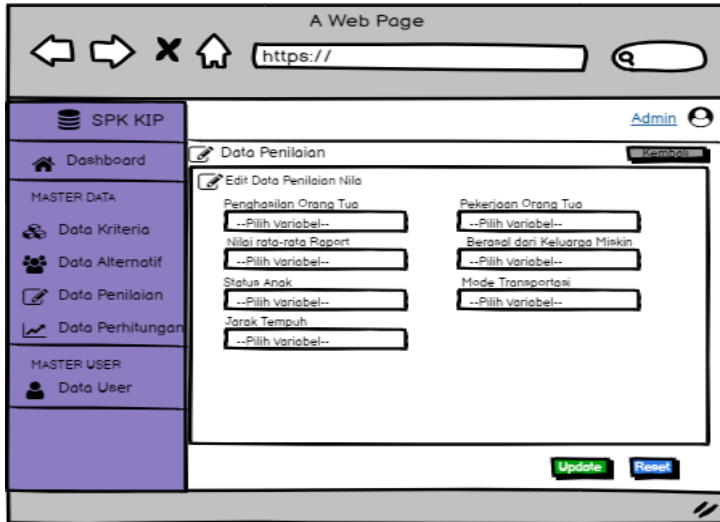 A Web Page
https://
SPK KIP
Admin
Dashboard
Data Penilaian
Kembali
MASTER DATA
Edit Data Penilaian Nila
Penghasilan Orang Tua
Pekerjaan Orang Tua
--Pilih Variabel--
--Pilih Variabel--
Data Kriteria
Nilai rata-rata Raport
Berasal dari Keluarga Miskin
--Pilih Variabel--
--Pilih Variabel--
Data Alternatif
Status Anak
Mode Transportasi
--Pilih Variabel--
--Pilih Variabel--
Data Penilaian
Jarak Tempuh
--Pilih Variabel--
Data Perhitungan
MASTER USER
Data User
Update
Reset